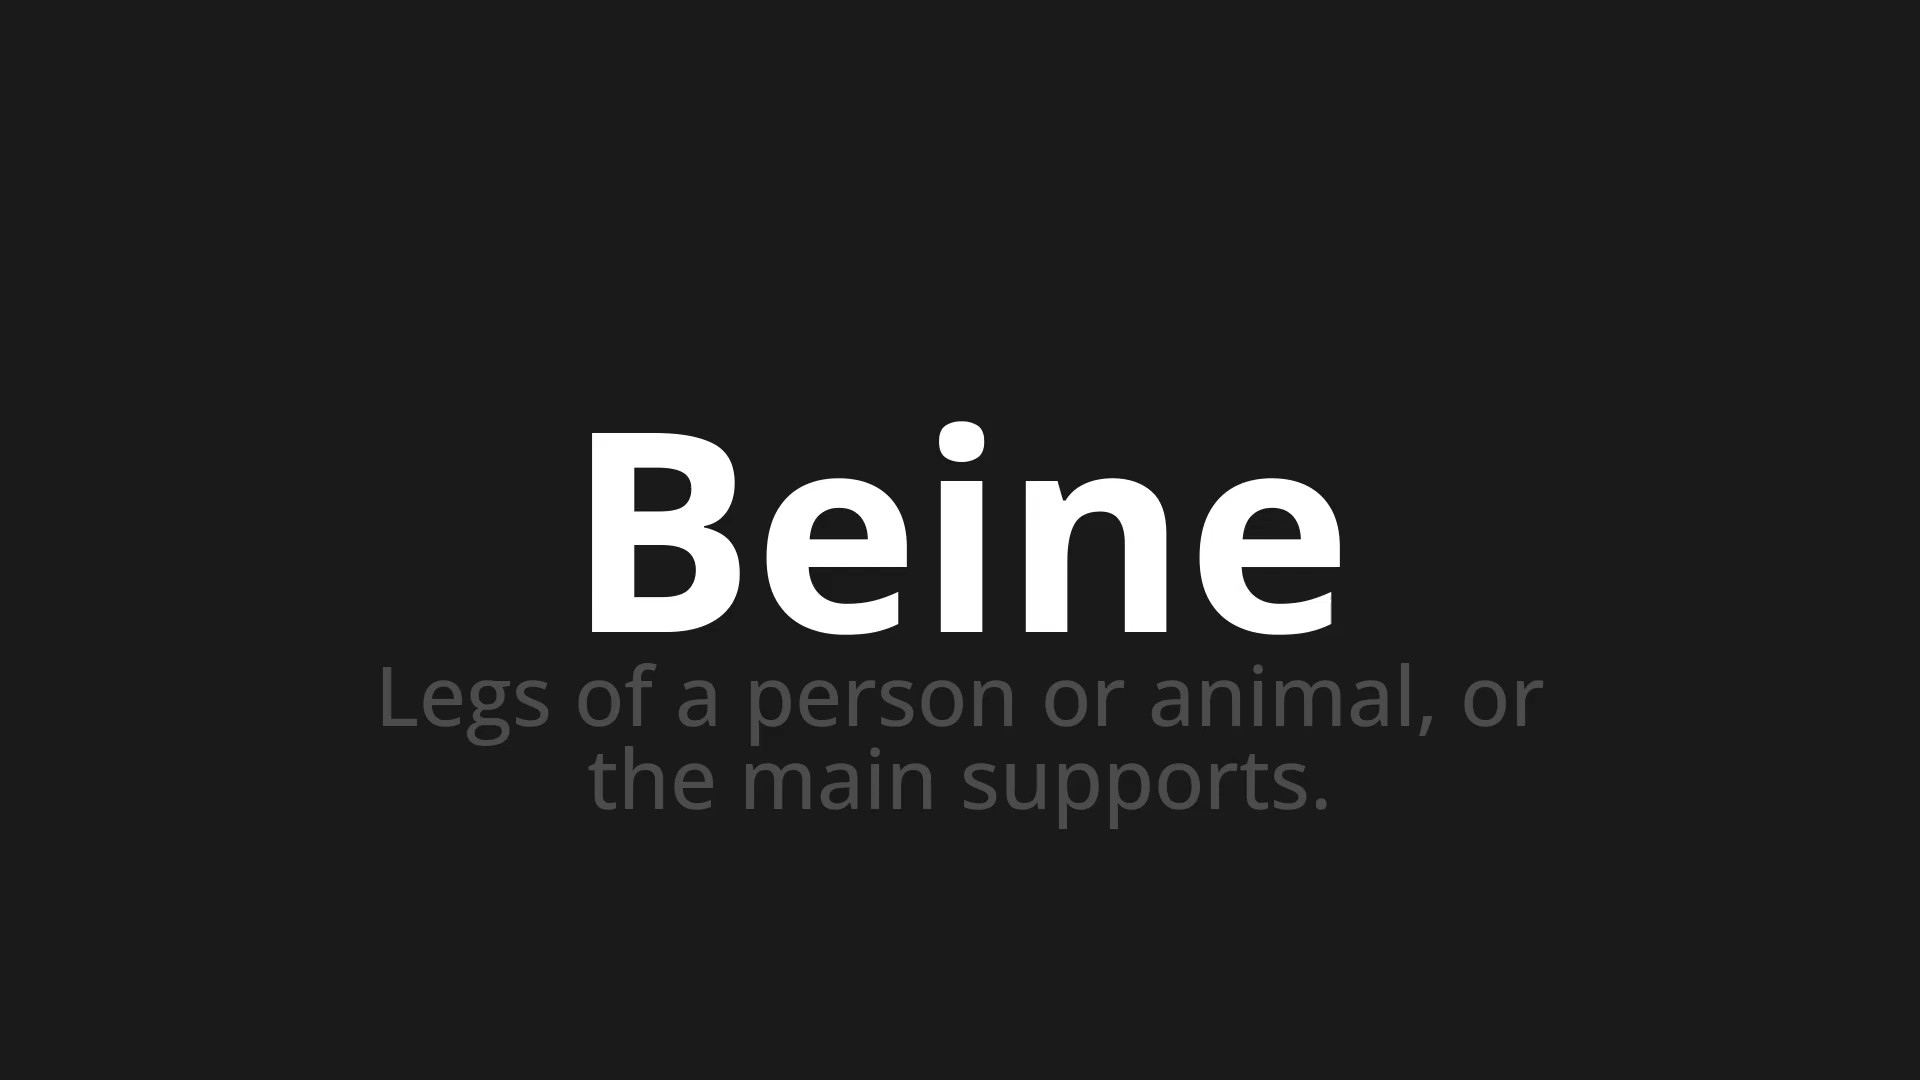 Beine
Legs of a person or animal, or
the main supports.